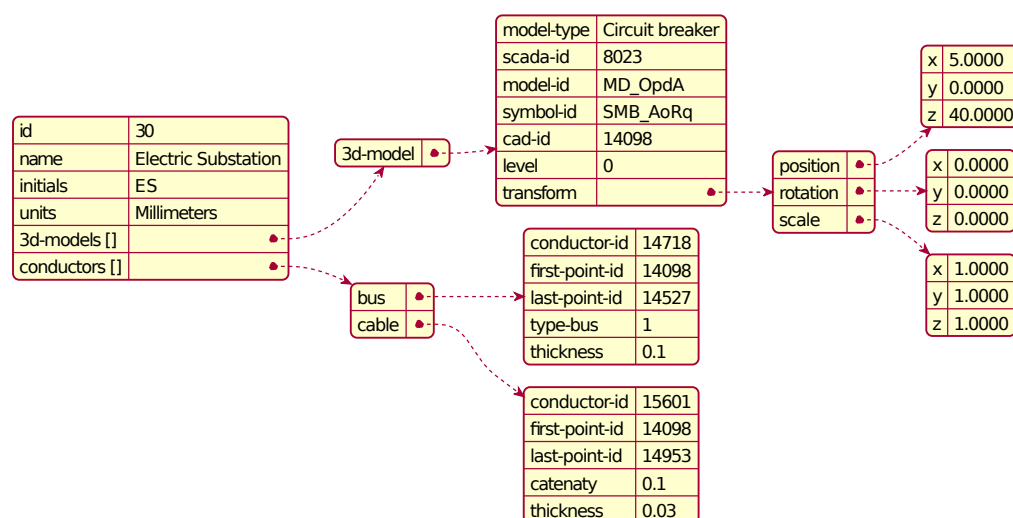 id 30
name Electric Substation
initials ES
units Millimeters
3d-models []
conductors []
3d-model
model-type Circuit breaker
scada-id 8023
model-id MD_OpdA
symbol-id SMB_AoRq
cad-id 14098
level 0
transform
position
rotation
scale
x 5.0000
y 0.0000
z 40.0000
x 0.0000
y 0.0000
z 0.0000
x 1.0000
y 1.0000
z 1.0000
bus
cable
conductor-id 14718
first-point-id 14098
last-point-id 14527
type-bus 1
thickness 0.1
conductor-id 15601
first-point-id 14098
last-point-id 14953
catenaty 0.1
thickness 0.03